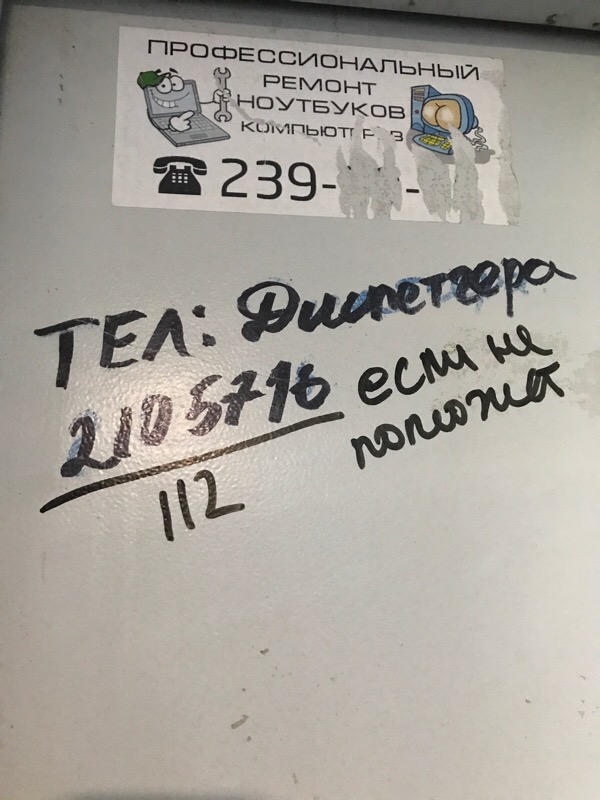 ПРОФЕССИОНАЛЬНЫЙ
РЕМОНТ
НОУТБУКОВ
КОМПЬЮТЕРОВ
239-
ТЕЛ: Диспетчера
2105716 если не
112 поможет